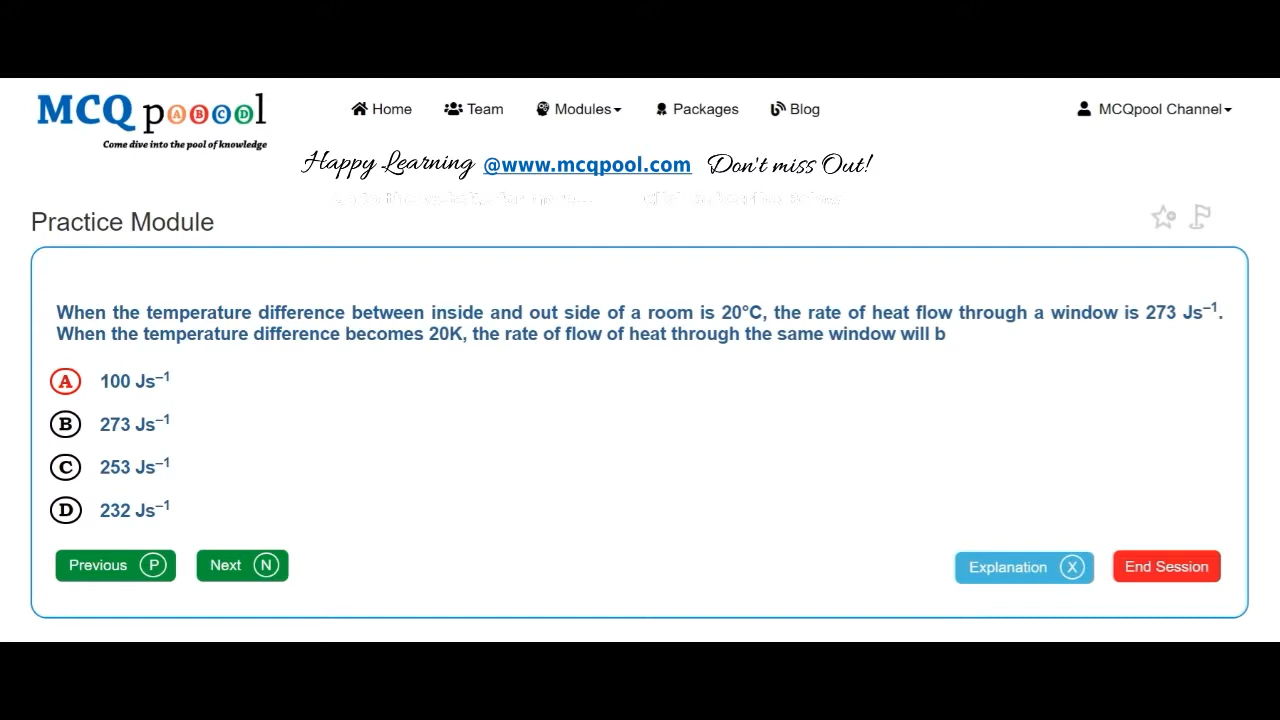 MCQ pooool
Come dive into the pool of knowledge
Home Team Modules Packages Blog MCQpool Channel
Happy Learning @www.mcqpool.com Don't miss Out!
Practice Module
When the temperature difference between inside and out side of a room is 20°C, the rate of heat flow through a window is 273 Js⁻¹.
When the temperature difference becomes 20K, the rate of flow of heat through the same window will b
A 100 Js⁻¹
B 273 Js⁻¹
C 253 Js⁻¹
D 232 Js⁻¹
Previous P Next N Explanation X End Session